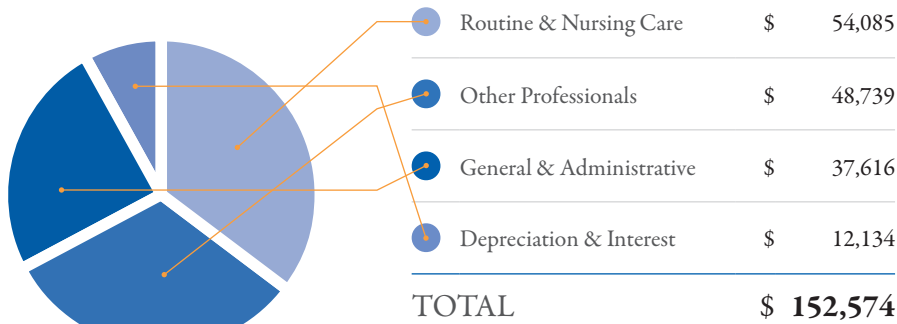 Routine & Nursing Care $ 54,085
Other Professionals $ 48,739
General & Administrative $ 37,616
Depreciation & Interest $ 12,134
TOTAL $ 152,574